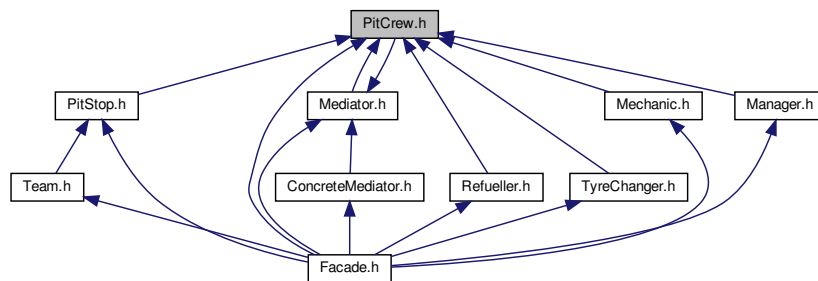 PitCrew.h
PitStop.h
Mediator.h
Mechanic.h
Manager.h
Team.h
ConcreteMediator.h
Refueller.h
TyreChanger.h
Facade.h